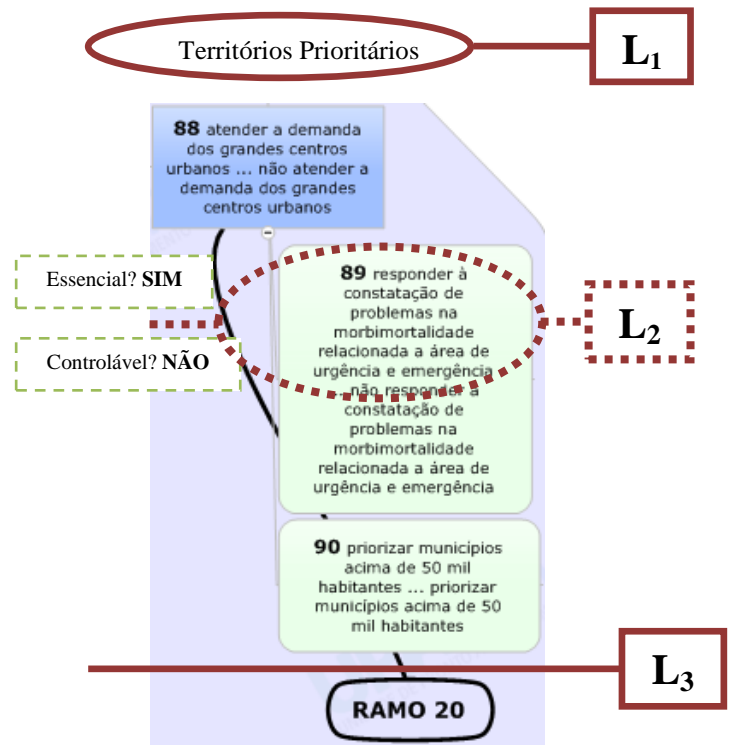 Territórios Prioritários
L₁
88 atender a demanda
dos grandes centros
urbanos ... não atender a
demanda dos grandes
centros urbanos
Essencial? SIM
Controlável? NÃO
89 responder à
constatação de
problemas na
morbimortalidade
relacionada a área de
urgência e emergência
... não responder à
constatação de
problemas na
morbimortalidade
relacionada a área de
urgência e emergência
L₂
90 priorizar municípios
acima de 50 mil
habitantes ... priorizar
municípios acima de 50
mil habitantes
L₃
RAMO 20